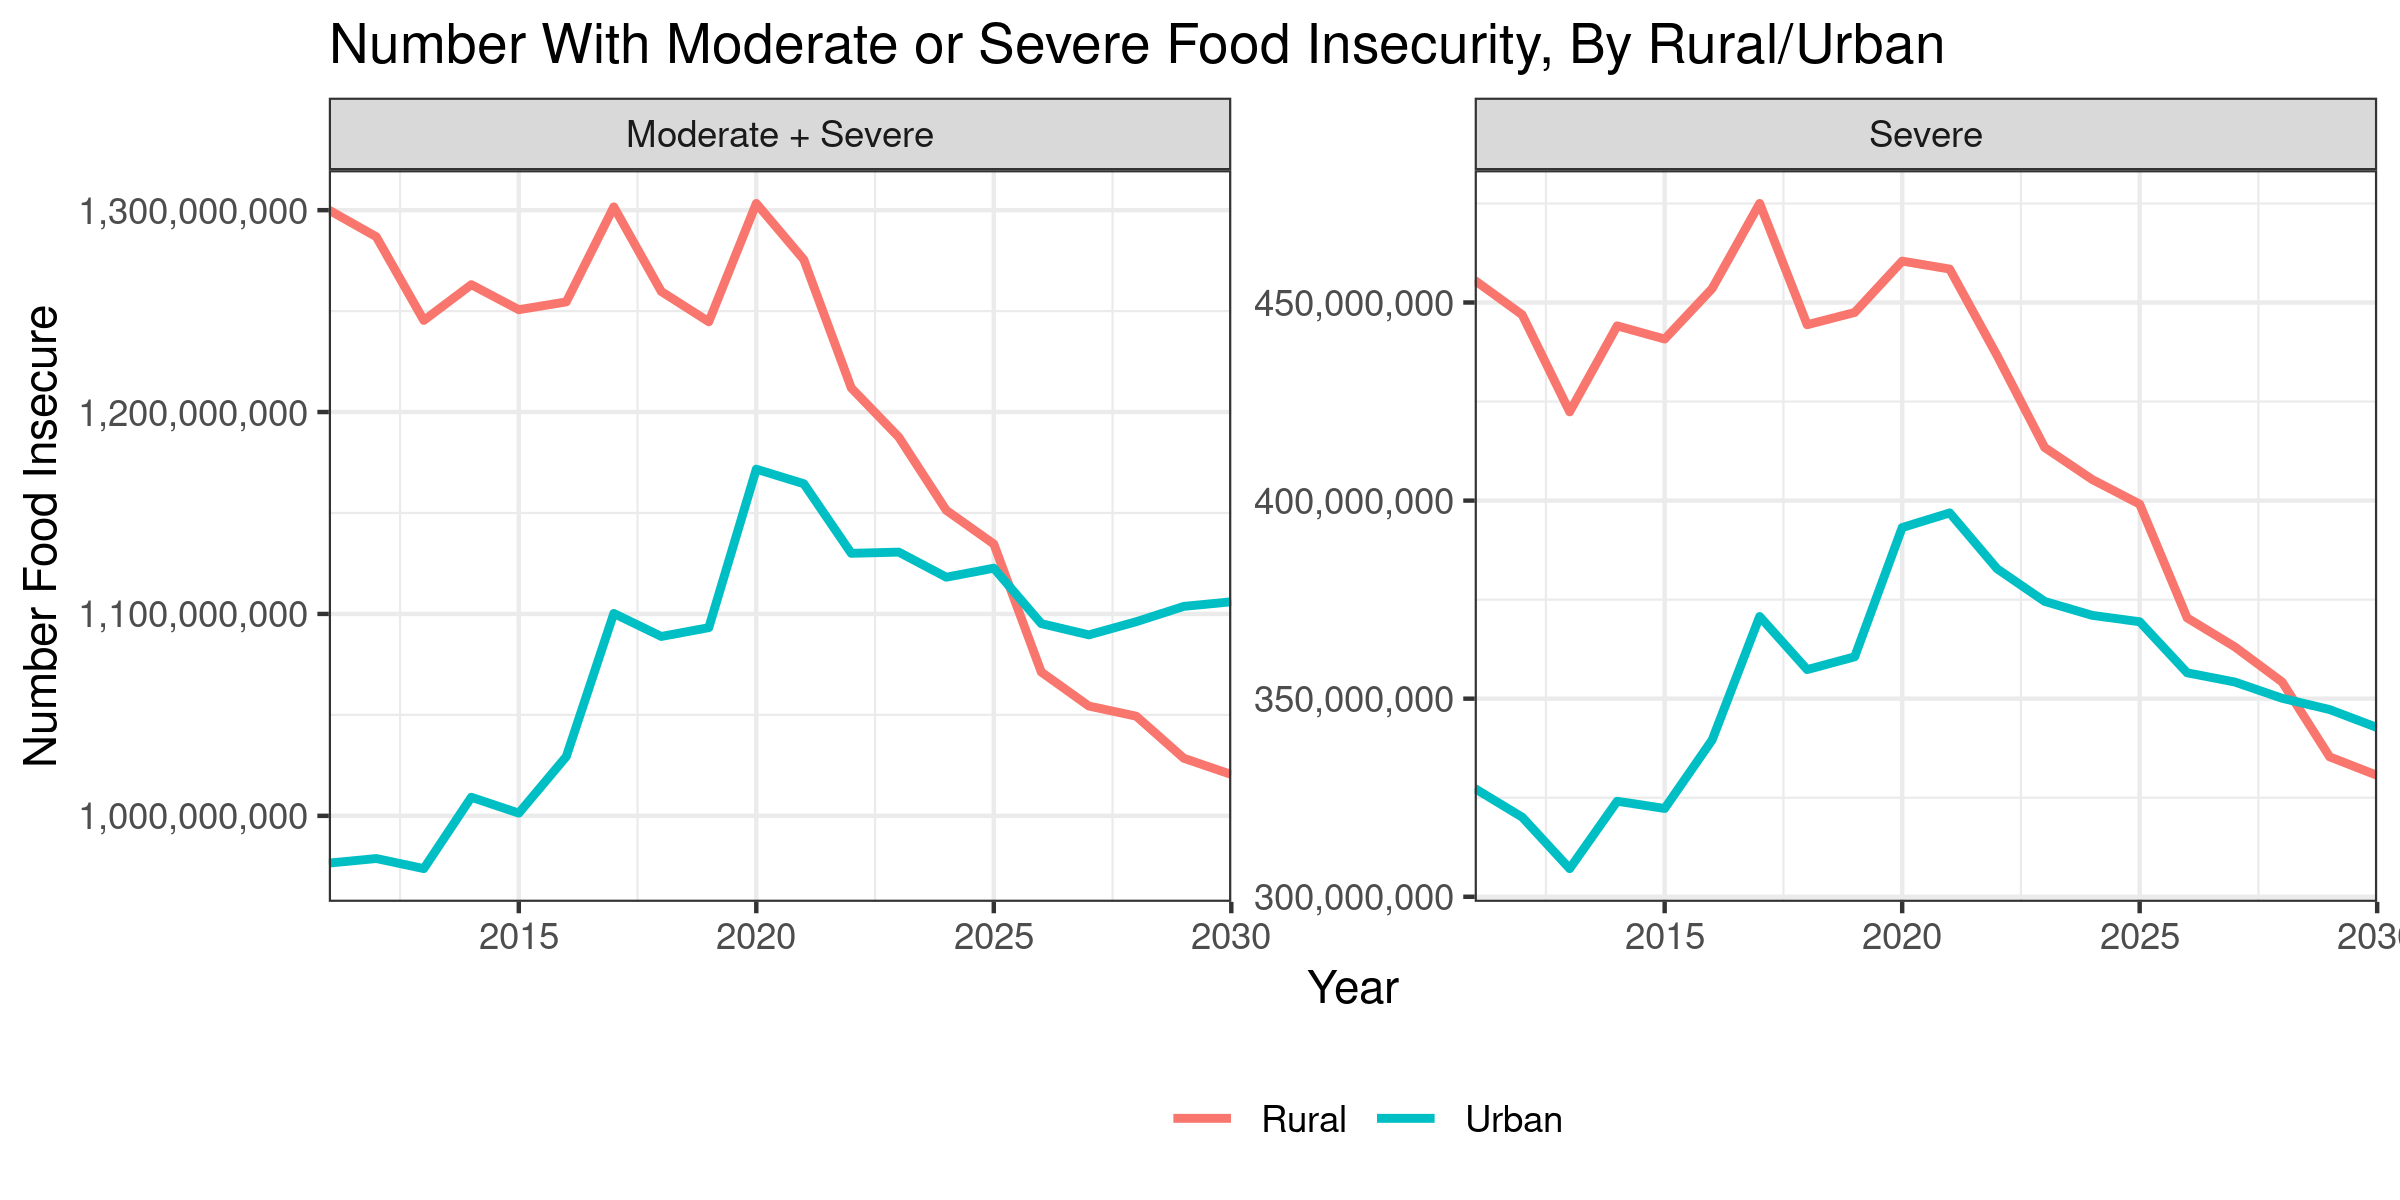 Number With Moderate or Severe Food Insecurity, By Rural/Urban
Moderate + Severe
Severe
Number Food Insecure
1,300,000,000
1,200,000,000
1,100,000,000
1,000,000,000
450,000,000
400,000,000
350,000,000
300,000,000
2015 2020 2025 2030
2015 2020 2025 203
Year
Rural Urban